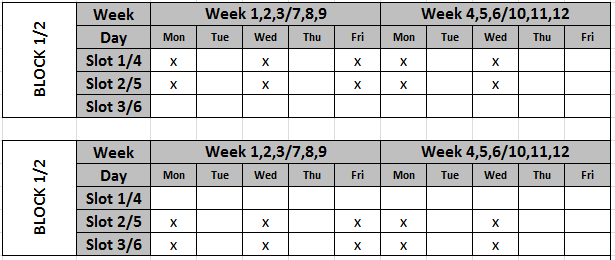 BLOCK 1/2
Week Week 1,2,3/7,8,9 Week 4,5,6/10,11,12
Day Mon Tue Wed Thu Fri Mon Tue Wed Thu Fri
Slot 1/4 x x x x x
Slot 2/5 x x x x x
Slot 3/6
BLOCK 1/2
Week Week 1,2,3/7,8,9 Week 4,5,6/10,11,12
Day Mon Tue Wed Thu Fri Mon Tue Wed Thu Fri
Slot 1/4
Slot 2/5 x x x x x
Slot 3/6 x x x x x